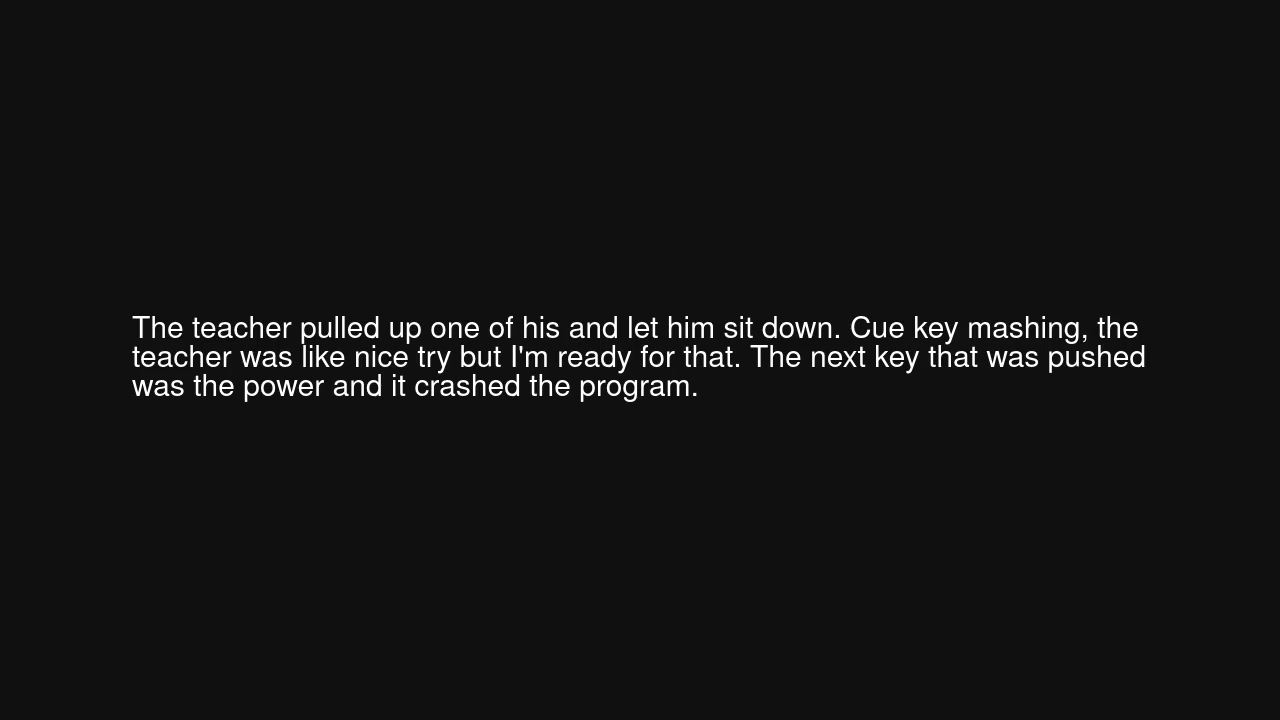 The teacher pulled up one of his and let him sit down. Cue key mashing, the
teacher was like nice try but I'm ready for that. The next key that was pushed
was the power and it crashed the program.